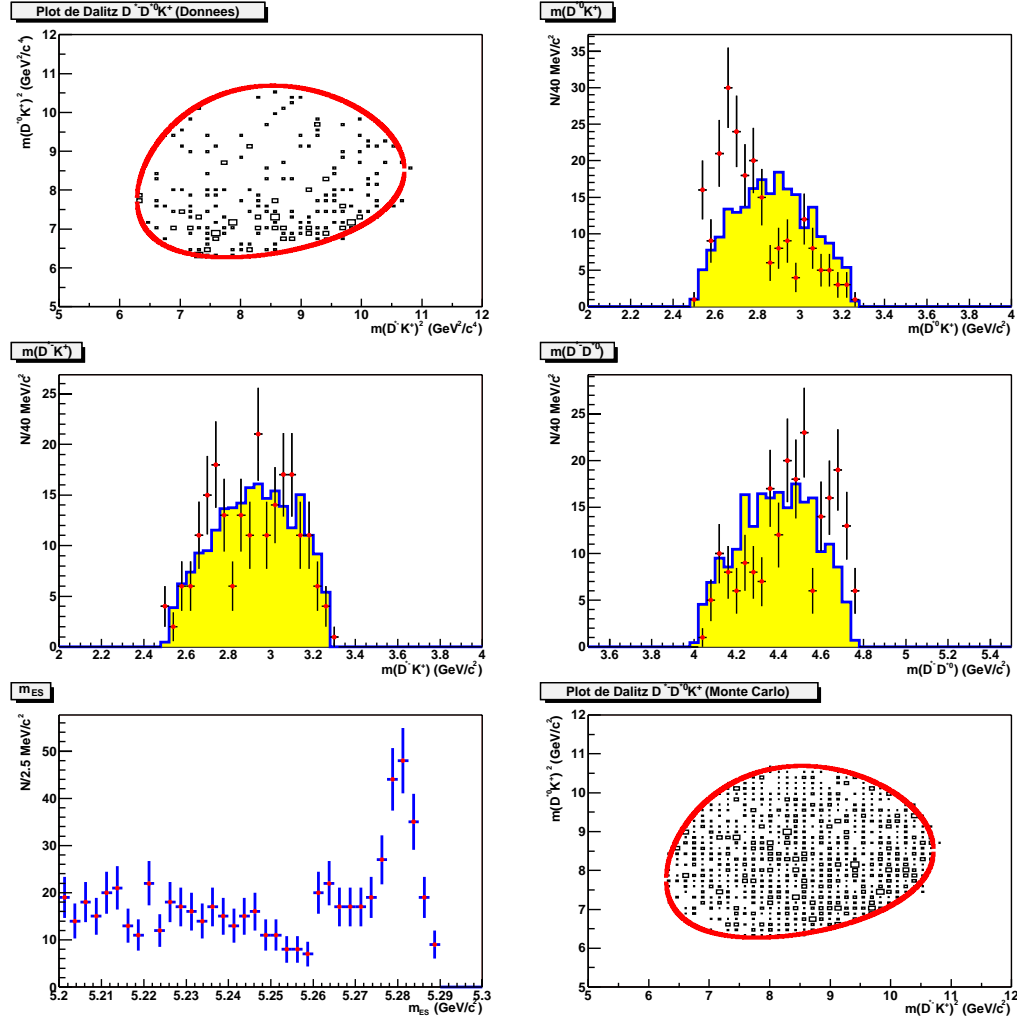 Plot de Dalitz D*-D*0K+ (Donnees)
m(D*0K+)2 (GeV2/c4)
12
11
10
9
8
7
6
5
5 6 7 8 9 10 11 12
m(D*-K+)2 (GeV2/c4)
m(D*0K+)
N/40 MeV/c2
35
30
25
20
15
10
5
0
2 2.2 2.4 2.6 2.8 3 3.2 3.4 3.6 3.8 4
m(D*0K+) (GeV/c2)
m(D*-K+)
N/40 MeV/c2
25
20
15
10
5
0
2 2.2 2.4 2.6 2.8 3 3.2 3.4 3.6 3.8 4
m(D*-K+) (GeV/c2)
m(D*-D*0)
N/40 MeV/c2
25
20
15
10
5
0
3.6 3.8 4 4.2 4.4 4.6 4.8 5 5.2 5.4
m(D*-D*0) (GeV/c2)
mES
N/2.5 MeV/c2
50
40
30
20
10
0
5.2 5.21 5.22 5.23 5.24 5.25 5.26 5.27 5.28 5.29 5.3
mES (GeV/c2)
Plot de Dalitz D*-D*0K+ (Monte Carlo)
m(D*0K+)2 (GeV/c2)
12
11
10
9
8
7
6
5
5 6 7 8 9 10 11 12
m(D*-K+)2 (GeV/c2)